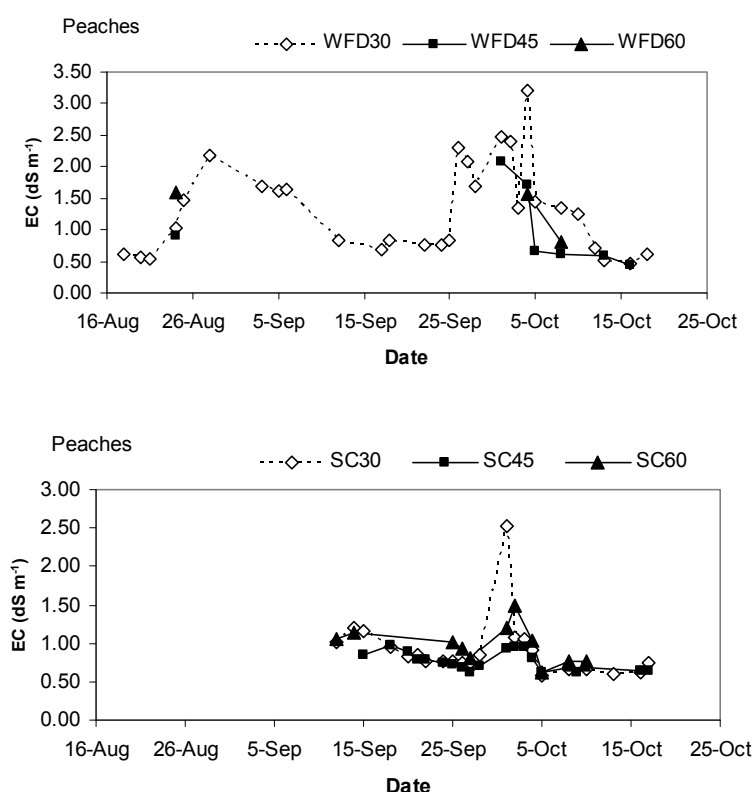 Peaches
WFD30 WFD45 WFD60
3.50
3.00
2.50
2.00
1.50
1.00
0.50
0.00
EC (dS m-1)
16-Aug 26-Aug 5-Sep 15-Sep 25-Sep 5-Oct 15-Oct 25-Oct
Date
Peaches
SC30 SC45 SC60
3.00
2.50
2.00
1.50
1.00
0.50
0.00
EC (dS m-1)
16-Aug 26-Aug 5-Sep 15-Sep 25-Sep 5-Oct 15-Oct 25-Oct
Date